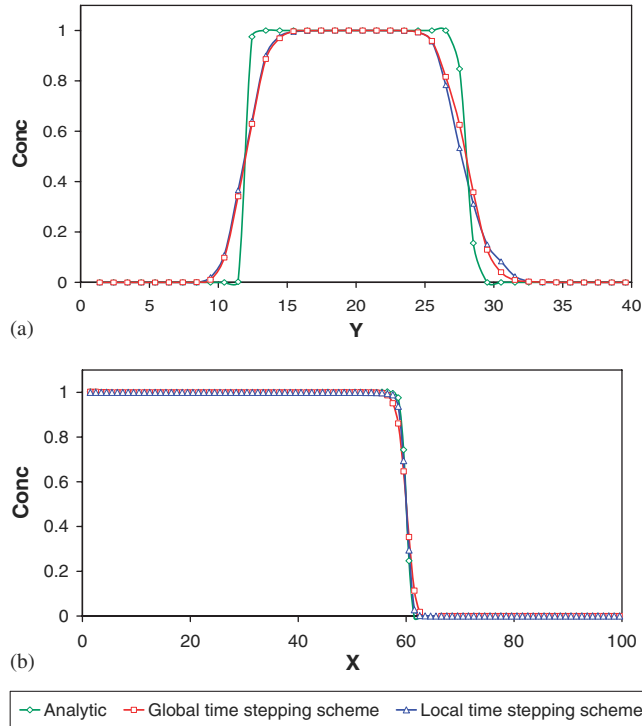 1
0.8
0.6
0.4
0.2
0
Conc
0 5 10 15 20 25 30 35 40
(a)
Y
1
0.8
0.6
0.4
0.2
0
Conc
0 20 40 60 80 100
(b)
X
Analytic Global time stepping scheme Local time stepping scheme